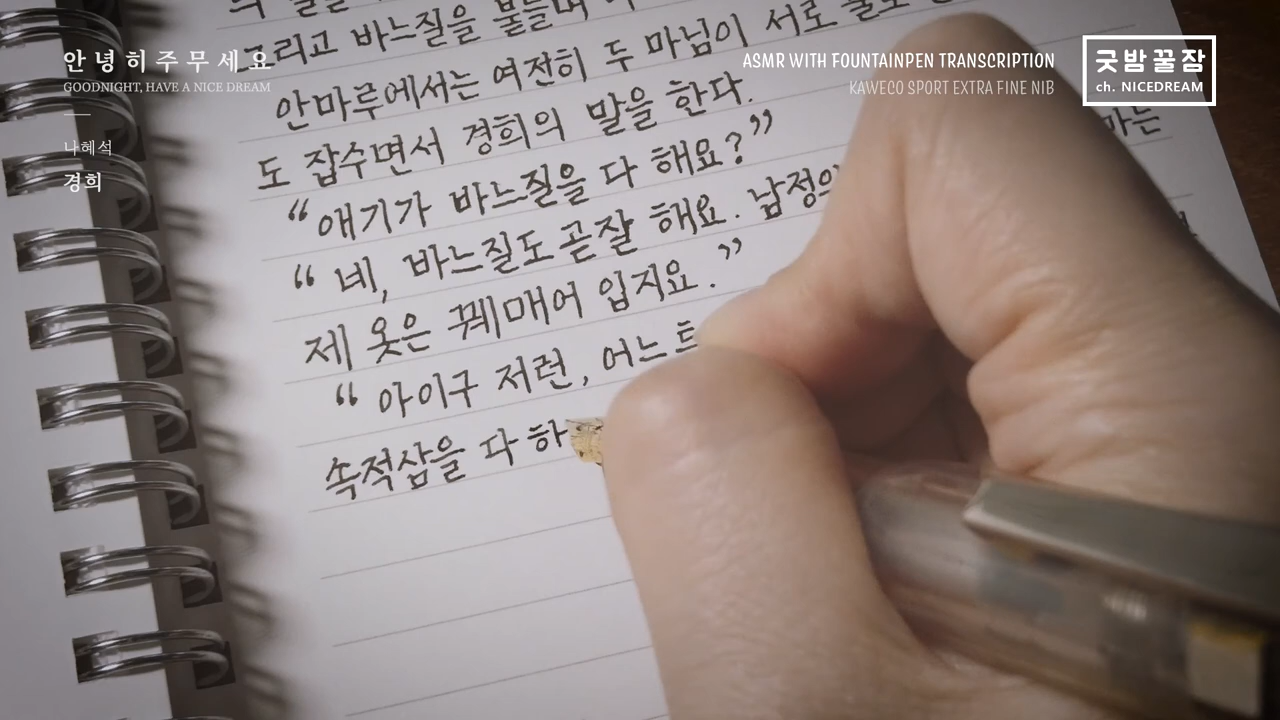 안녕히주무세요
GOODNIGHT, HAVE A NICE DREAM
나혜석
경희
ASMR WITH FOUNTAINPEN TRANSCRIPTION
KAWECO SPORT EXTRA FINE NIB
굿밤꿀잠
ch. NICEDREAM
그리고 바느질을 붙들며
안마루에서는 여전히 두 마님이 서로
도 잡수면서 경희의 말을 한다.
“애기가 바느질을 다 해요?”
“네, 바느질도 곧잘 해요. 남정의
제 옷은 꿰매어 입지요.”
“아이구 저런, 어느 트
속적삼을 다 하